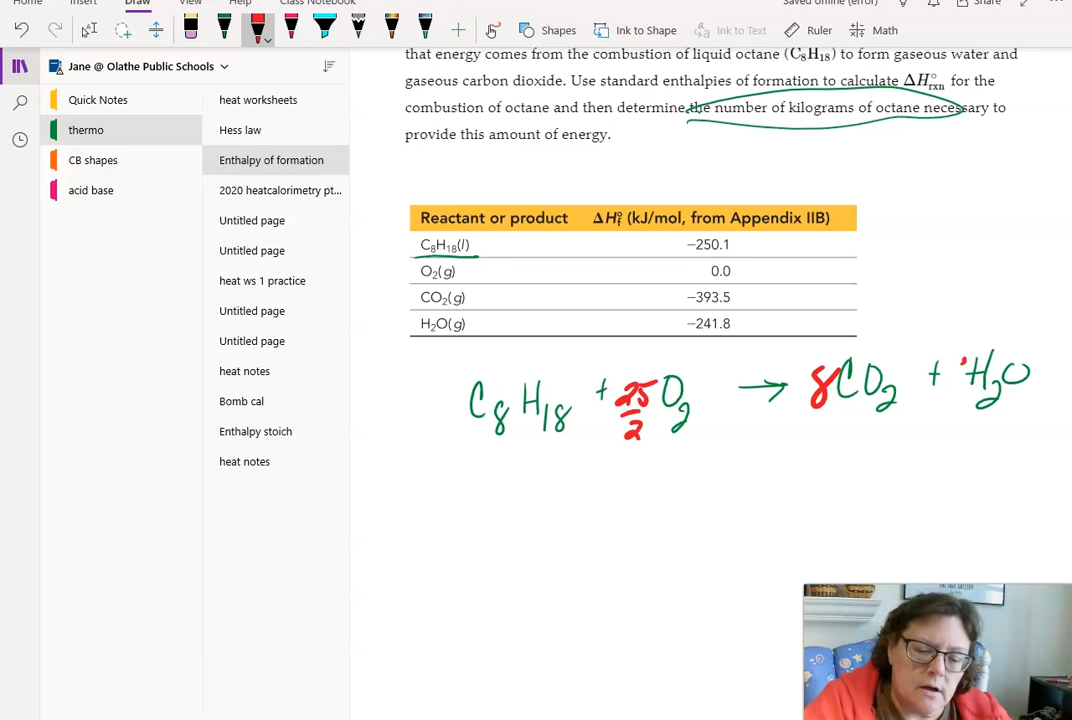 Home Insert Draw View Help Class Notebook Saved online (error) Share
Shapes Ink to Shape Ink to Text Ruler Math
Jane @ Olathe Public Schools
Quick Notes
thermo
CB shapes
acid base
heat worksheets
Hess law
Enthalpy of formation
2020 heatcalorimetry pt...
Untitled page
Untitled page
heat ws 1 practice
Untitled page
Untitled page
heat notes
Bomb cal
Enthalpy stoich
heat notes
that energy comes from the combustion of liquid octane (C₈H₁₈) to form gaseous water and
gaseous carbon dioxide. Use standard enthalpies of formation to calculate ΔH°rxn for the
combustion of octane and then determine the number of kilograms of octane necessary to
provide this amount of energy.
Reactant or product ΔH°f (kJ/mol, from Appendix IIB)
C₈H₁₈(l) −250.1
O₂(g) 0.0
CO₂(g) −393.5
H₂O(g) −241.8
C₈H₁₈ + 25/2 O₂ → 8CO₂ + H₂O